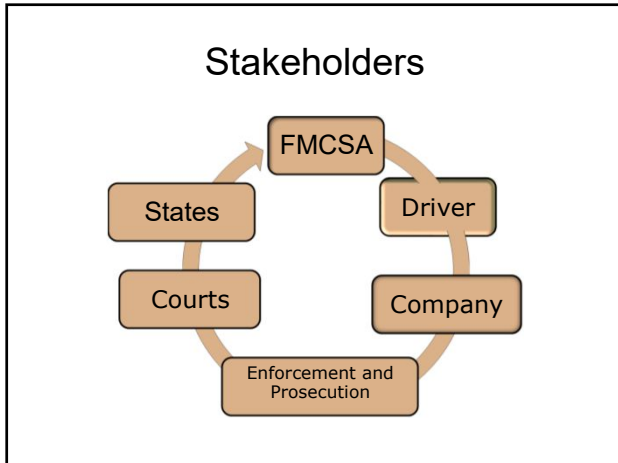 Stakeholders
FMCSA
Driver
Company
Enforcement and
Prosecution
Courts
States